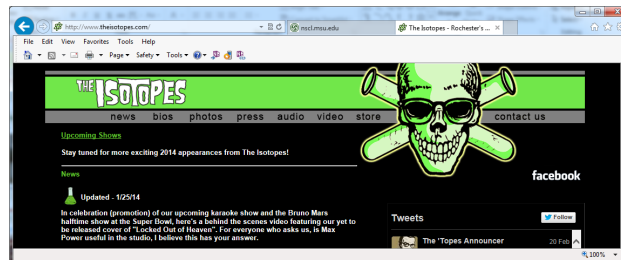 http://www.theisotopes.com/
nscl.msu.edu
The Isotopes - Rochester's ...
File Edit View Favorites Tools Help
Page Safety Tools
THE ISOTOPES
news bios photos press audio video store contact us
Upcoming Shows
Stay tuned for more exciting 2014 appearances from The Isotopes!
facebook
News
Updated - 1/25/14
In celebration (promotion) of our upcoming karaoke show and the Bruno Mars
halftime show at the Super Bowl, here's a behind the scenes video featuring our yet to
be released cover of "Locked Out of Heaven". For everyone who asks us, is Max
Power useful in the studio, I believe this has your answer.
Tweets
Follow
The 'Topes Announcer 20 Feb
100%